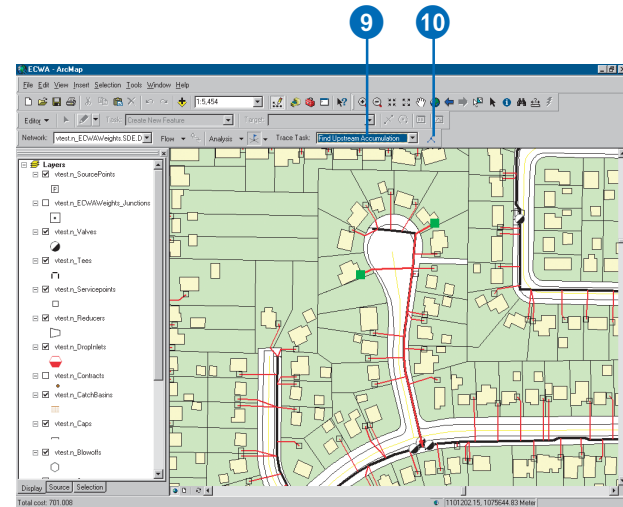 9 10
ECWA - ArcMap
File Edit View Insert Selection Tools Window Help
1:5,454
Editor Task: Create New Feature Target:
Network: vtest.n_ECWAWeights.SDE.D Flow Analysis Trace Task: Find Upstream Accumulation
Layers
vtest.n_SourcePoints
vtest.n_ECWAWeights_Junctions
vtest.n_Valves
vtest.n_Tees
vtest.n_Servicepoints
vtest.n_Reducers
vtest.n_DropInlets
vtest.n_Contracts
vtest.n_CatchBasins
vtest.n_Caps
vtest.n_Blowoffs
Display Source Selection
Total cost: 701.008 1101202.15, 1075644.83 Meter